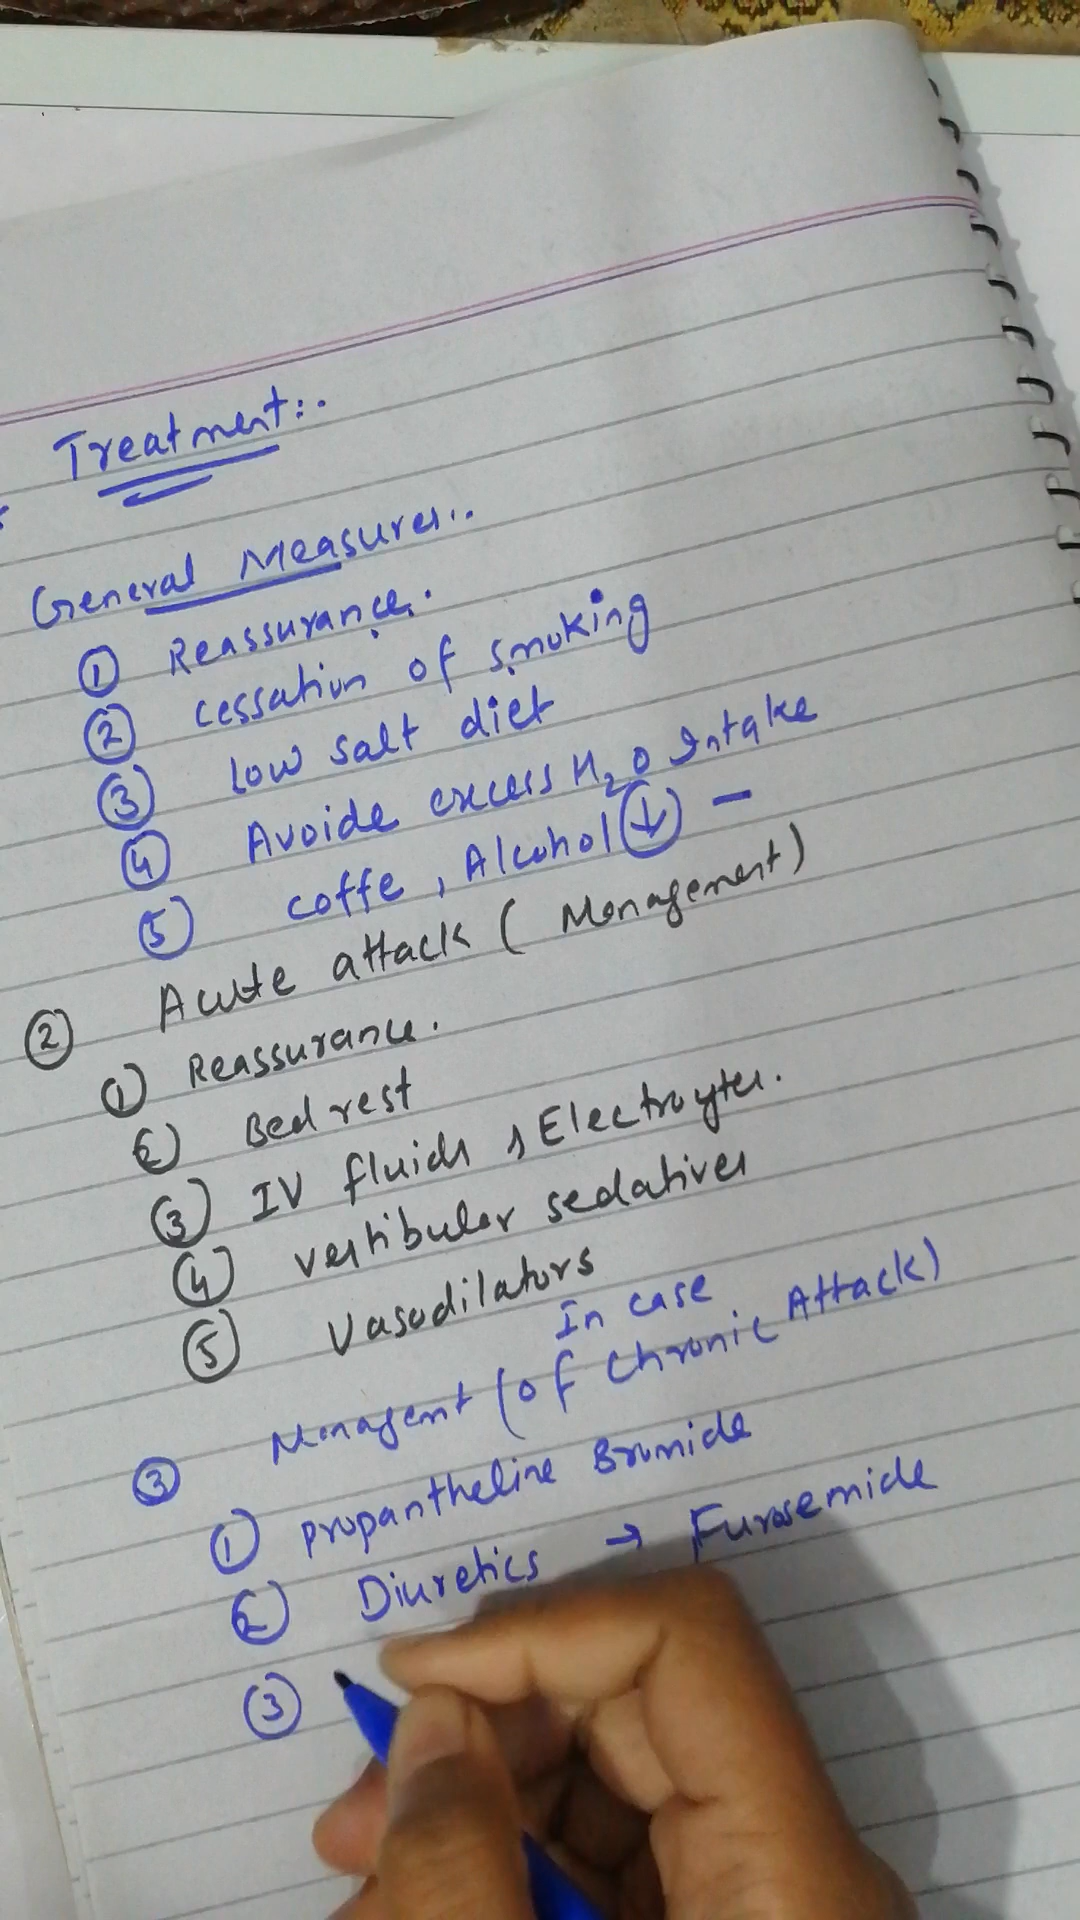 Treatment:.
General Measures:.
① Reassurance.
② cessation of smoking
③ Low salt diet
④ Avoide excess H₂O Intake
⑤ coffe, Alcohol ↓ –
② Acute attack (Management)
① Reassurance.
② Bed rest
③ IV fluids, Electroytes.
④ vestibular sedatives
⑤ Vasodilators
In case
③ Managent (of Chronic Attack)
① propantheline Bromide
② Diuretics → Furosemide
③